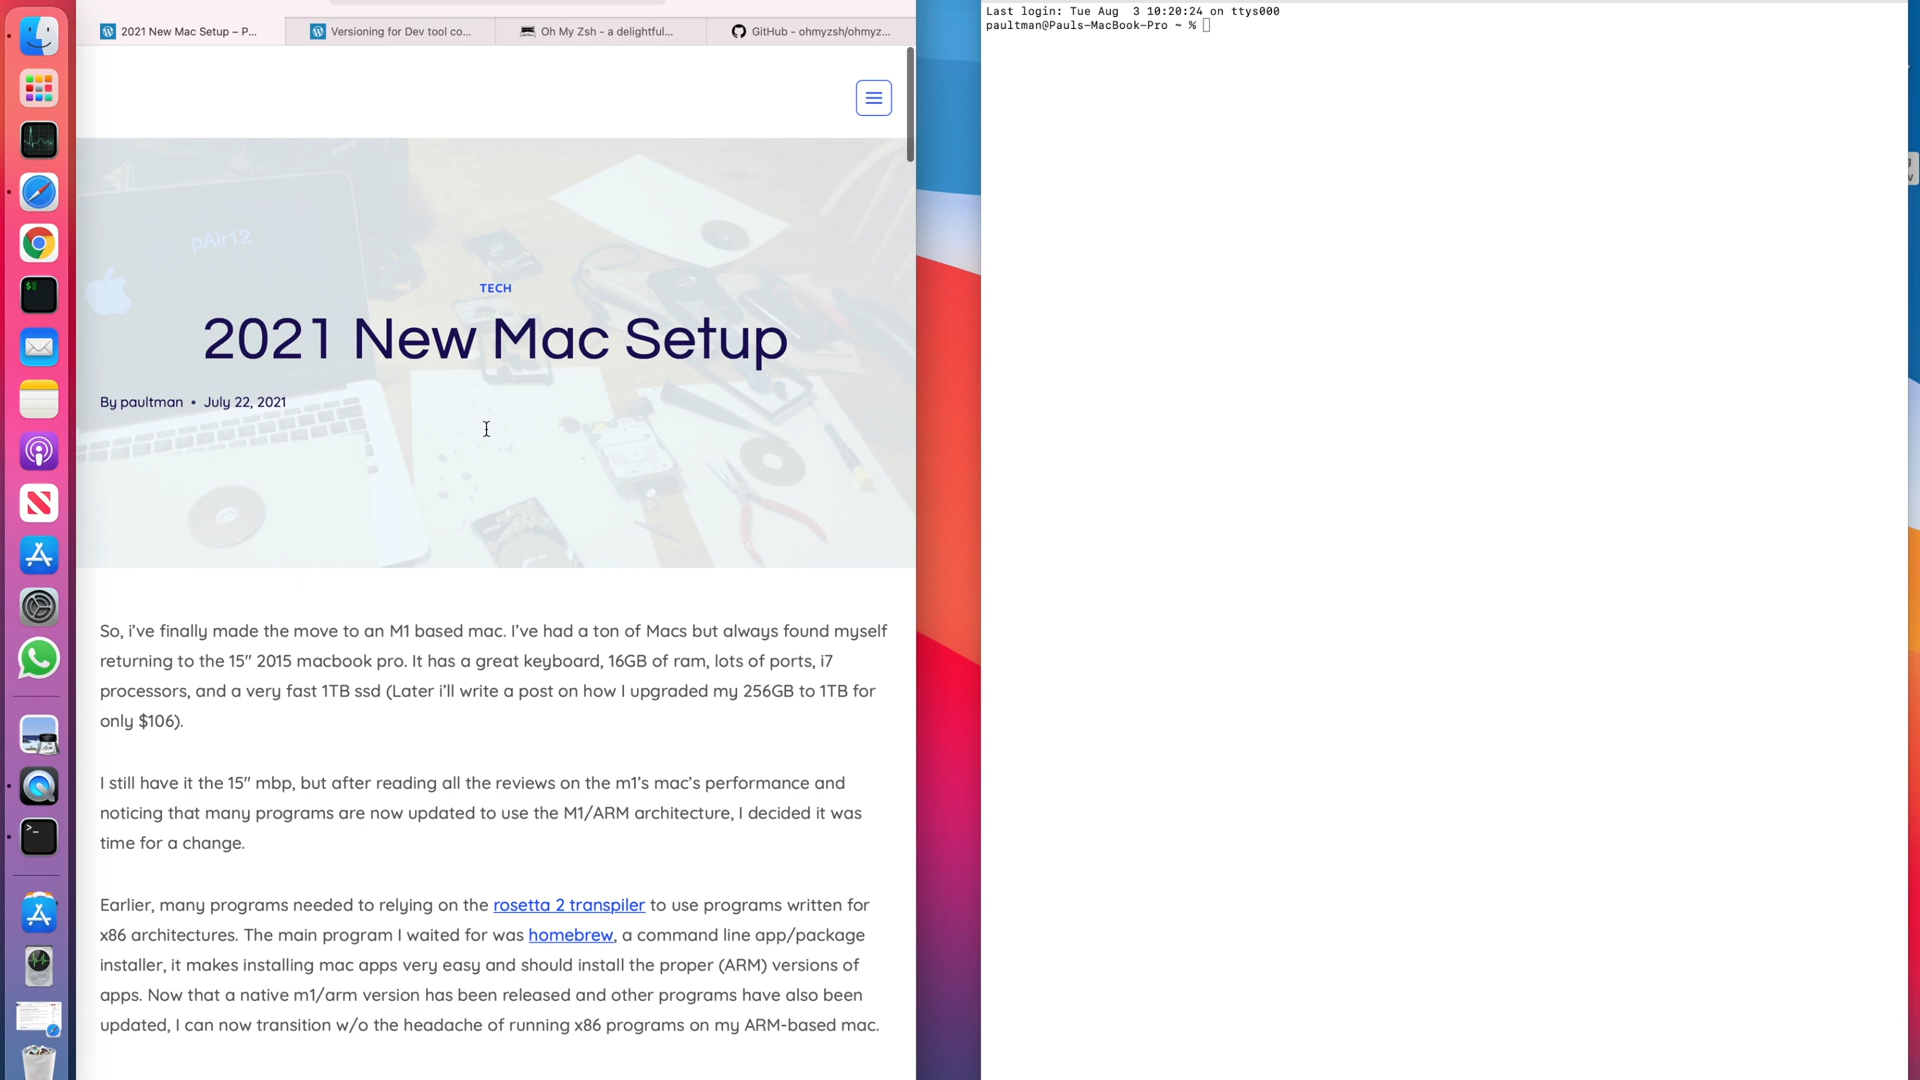 2021 New Mac Setup – P...
Versioning for Dev tool co...
Oh My Zsh - a delightful...
GitHub - ohmyzsh/ohmyz...
Last login: Tue Aug  3 10:20:24 on ttys000
paultman@Pauls-MacBook-Pro ~ %
pAir12
TECH
2021 New Mac Setup
By paultman • July 22, 2021
So, i’ve finally made the move to an M1 based mac. I’ve had a ton of Macs but always found myself
returning to the 15″ 2015 macbook pro. It has a great keyboard, 16GB of ram, lots of ports, i7
processors, and a very fast 1TB ssd (Later i’ll write a post on how I upgraded my 256GB to 1TB for
only $106).
I still have it the 15″ mbp, but after reading all the reviews on the m1’s mac’s performance and
noticing that many programs are now updated to use the M1/ARM architecture, I decided it was
time for a change.
Earlier, many programs needed to relying on the rosetta 2 transpiler to use programs written for
x86 architectures. The main program I waited for was homebrew, a command line app/package
installer, it makes installing mac apps very easy and should install the proper (ARM) versions of
apps. Now that a native m1/arm version has been released and other programs have also been
updated, I can now transition w/o the headache of running x86 programs on my ARM-based mac.